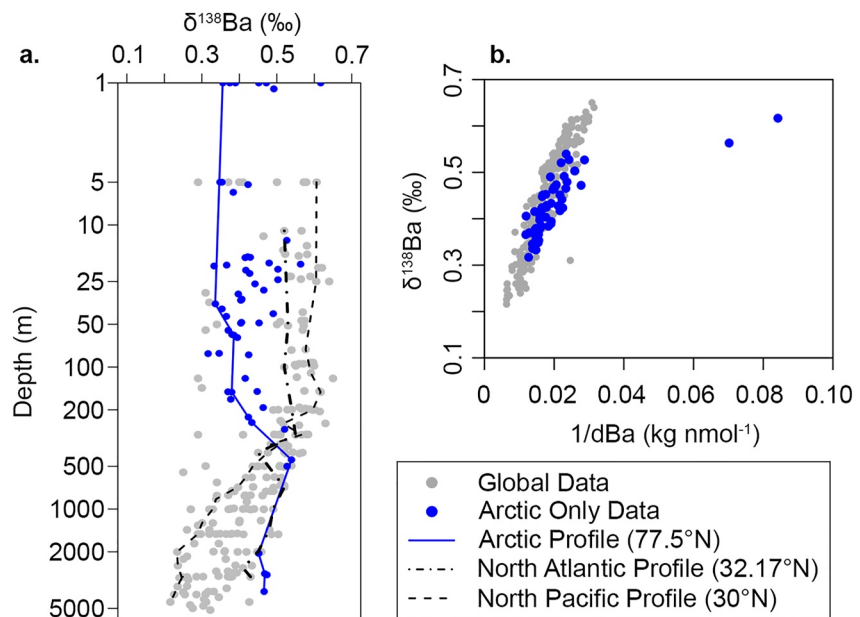 δ¹³⁸Ba (‰)
a.
0.1 0.3 0.5 0.7
1
5
10
25
50
100
200
500
1000
2000
5000
Depth (m)
b.
0.7
0.5
0.3
0.1
δ¹³⁸Ba (‰)
0 0.02 0.04 0.06 0.08 0.10
1/dBa (kg nmol⁻¹)
Global Data
Arctic Only Data
Arctic Profile (77.5°N)
North Atlantic Profile (32.17°N)
North Pacific Profile (30°N)